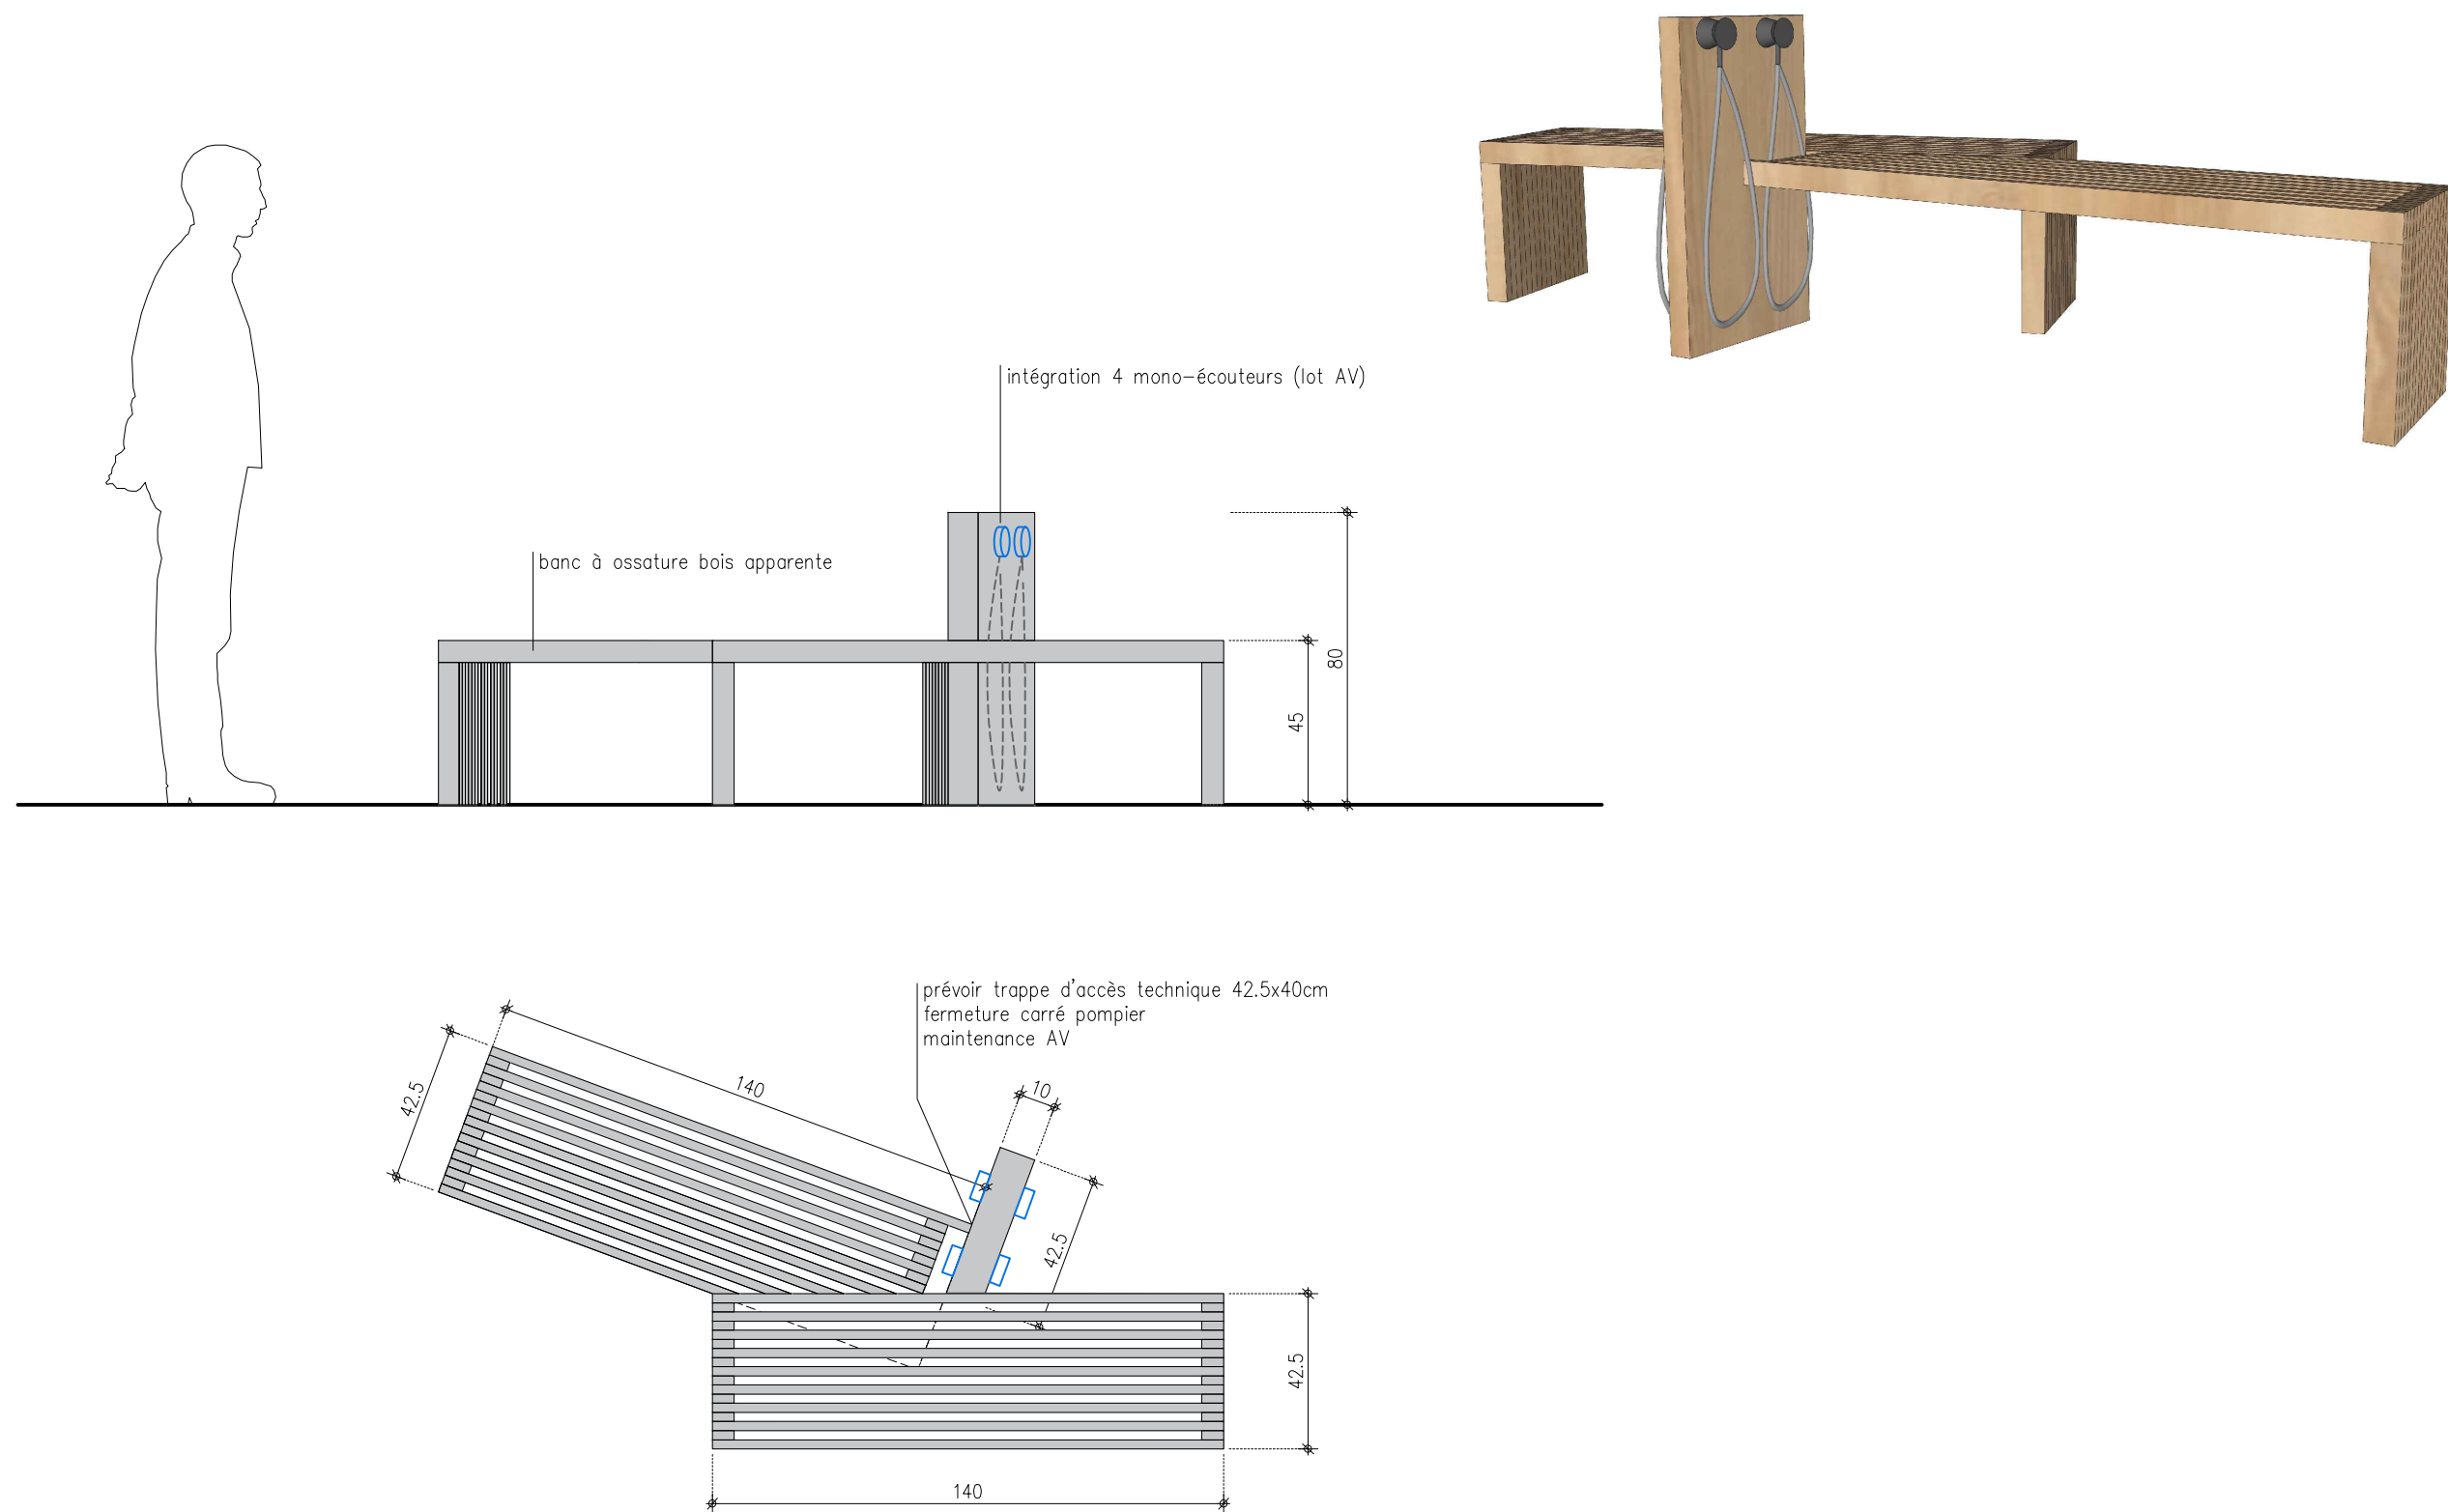 intégration 4 mono-écouteurs (lot AV)
banc à ossature bois apparente
80
45
prévoir trappe d'accès technique 42.5x40cm
fermeture carré pompier
maintenance AV
140
10
42.5
42.5
42.5
140